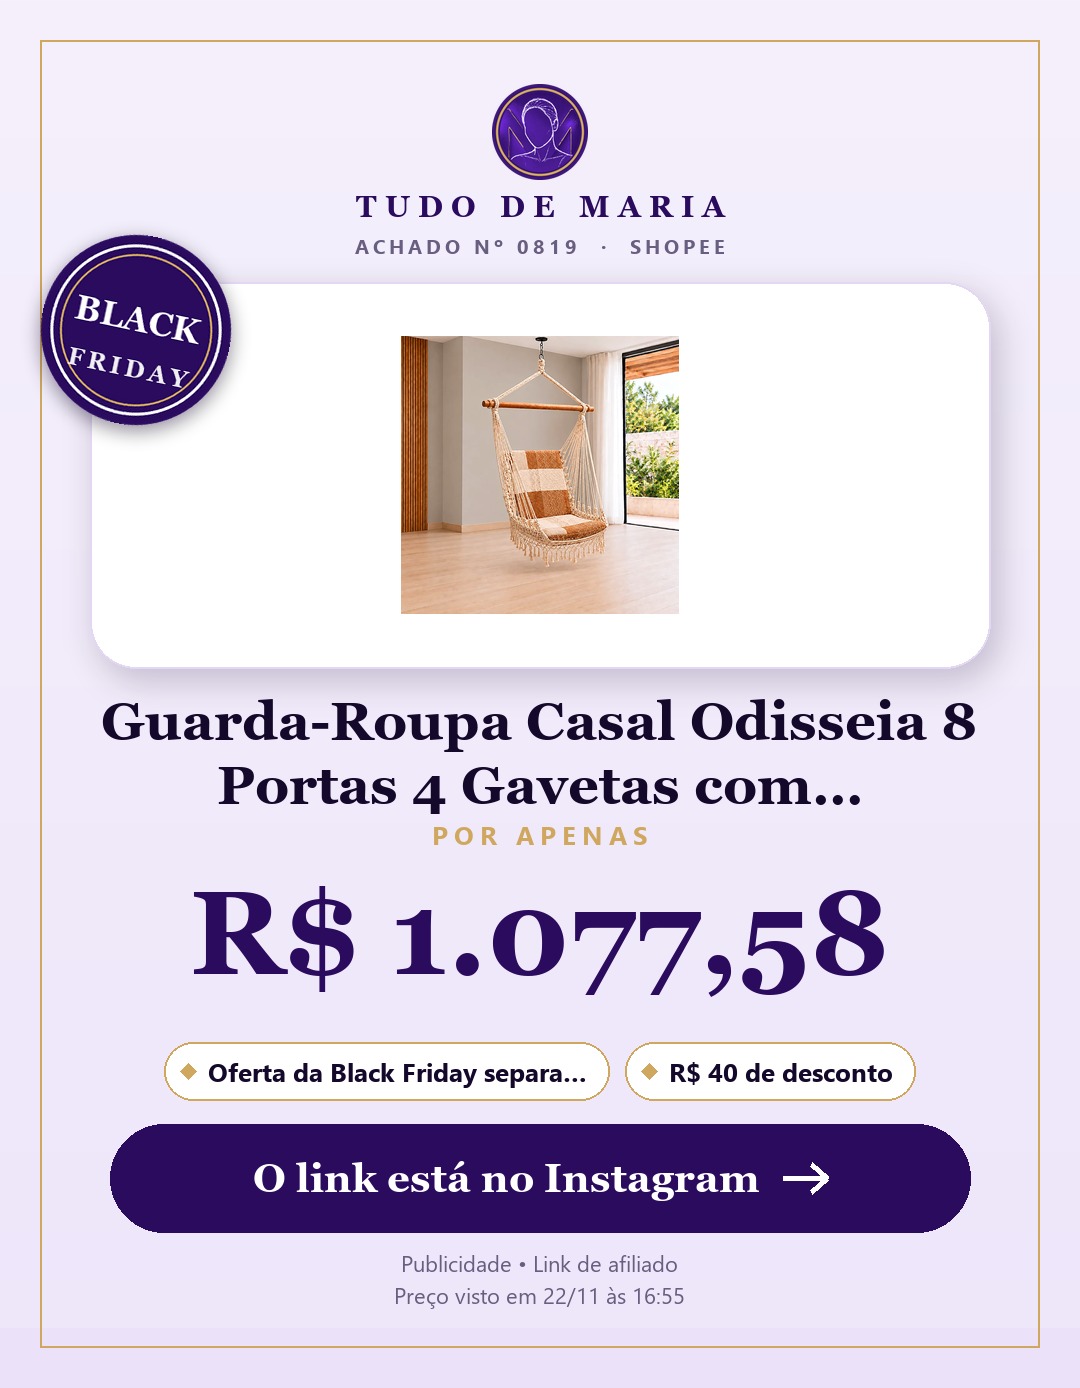 TUDO DE MARIA
ACHADO Nº 0819 · SHOPEE
BLACK
FRIDAY
Guarda-Roupa Casal Odisseia 8
Portas 4 Gavetas com...
POR APENAS
R$ 1.077,58
Oferta da Black Friday separa...
R$ 40 de desconto
O link está no Instagram →
Publicidade • Link de afiliado
Preço visto em 22/11 às 16:55